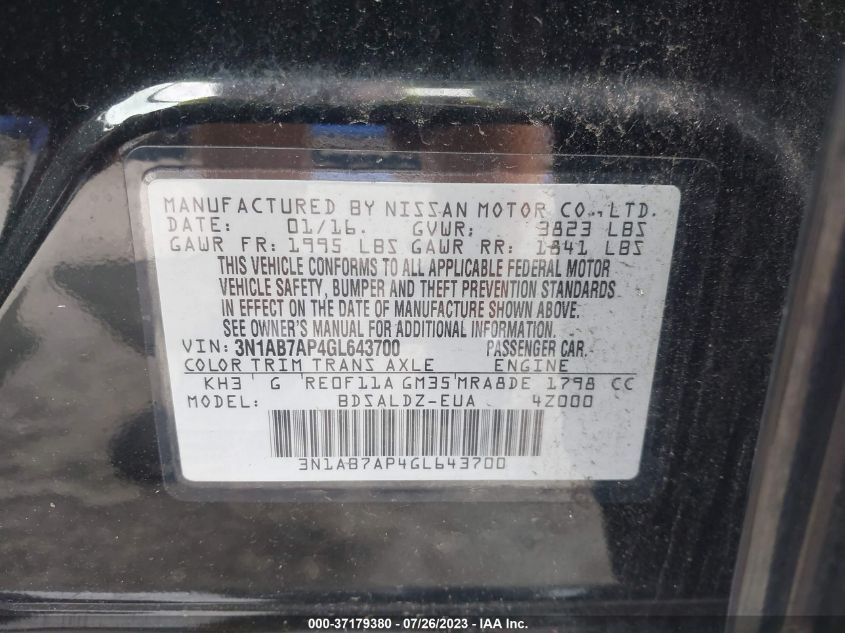 MANUFACTURED BY NISSAN MOTOR CO., LTD.
DATE: 01/16. GVWR: 3823 LBS
GAWR FR: 1995 LBS GAWR RR: 1841 LBS
THIS VEHICLE CONFORMS TO ALL APPLICABLE FEDERAL MOTOR
VEHICLE SAFETY, BUMPER AND THEFT PREVENTION STANDARDS
IN EFFECT ON THE DATE OF MANUFACTURE SHOWN ABOVE.
SEE OWNER'S MANUAL FOR ADDITIONAL INFORMATION.
VIN: 3N1AB7AP4GL643700 PASSENGER CAR.
COLOR TRIM TRANS AXLE ENGINE
KH3 G RE0F11A GM35 MRA8DE 1798 CC
MODEL: BDSALDZ-EUA 4Z000
3N1AB7AP4GL643700
000-37179380 / 07/26/2023 - IAA Inc.